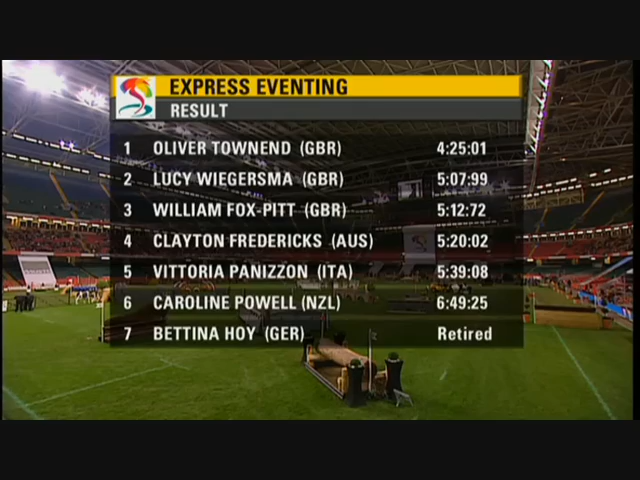 EXPRESS EVENTING
RESULT
1 OLIVER TOWNEND (GBR) 4:25:01
2 LUCY WIEGERSMA (GBR) 5:07:99
3 WILLIAM FOX-PITT (GBR) 5:12:72
4 CLAYTON FREDERICKS (AUS) 5:20:02
5 VITTORIA PANIZZON (ITA) 5:39:08
6 CAROLINE POWELL (NZL) 6:49:25
7 BETTINA HOY (GER) Retired